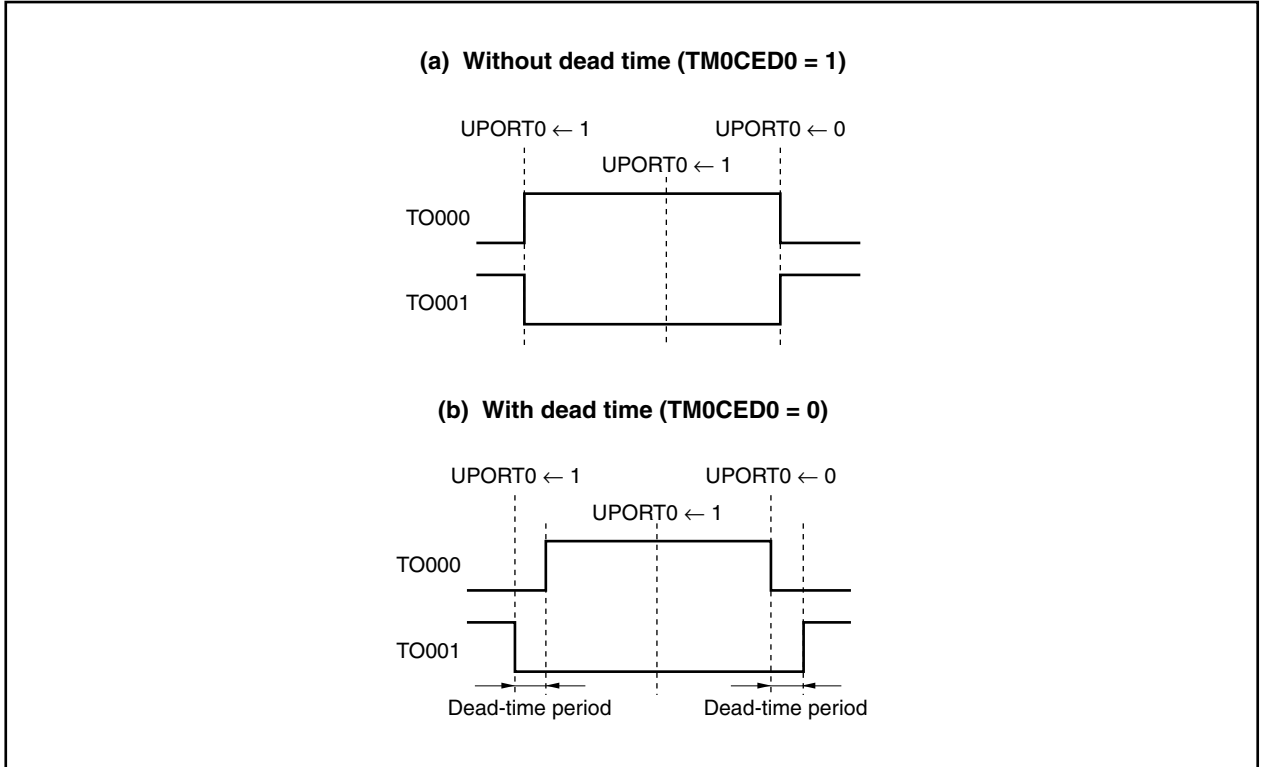 (a) Without dead time (TM0CED0 = 1)
UPORT0 ← 1
UPORT0 ← 0
UPORT0 ← 1
TO000
TO001
(b) With dead time (TM0CED0 = 0)
UPORT0 ← 1
UPORT0 ← 0
UPORT0 ← 1
TO000
TO001
Dead-time period
Dead-time period